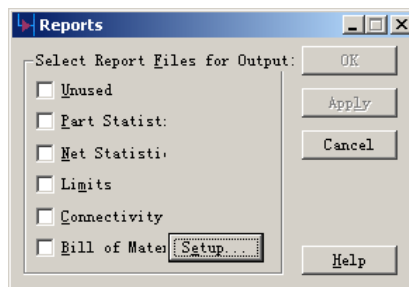 Reports
Select Report Files for Output:
OK
Unused
Apply
Part Statist
Cancel
Net Statisti
Limits
Connectivity
Bill of Mate
Setup...
Help